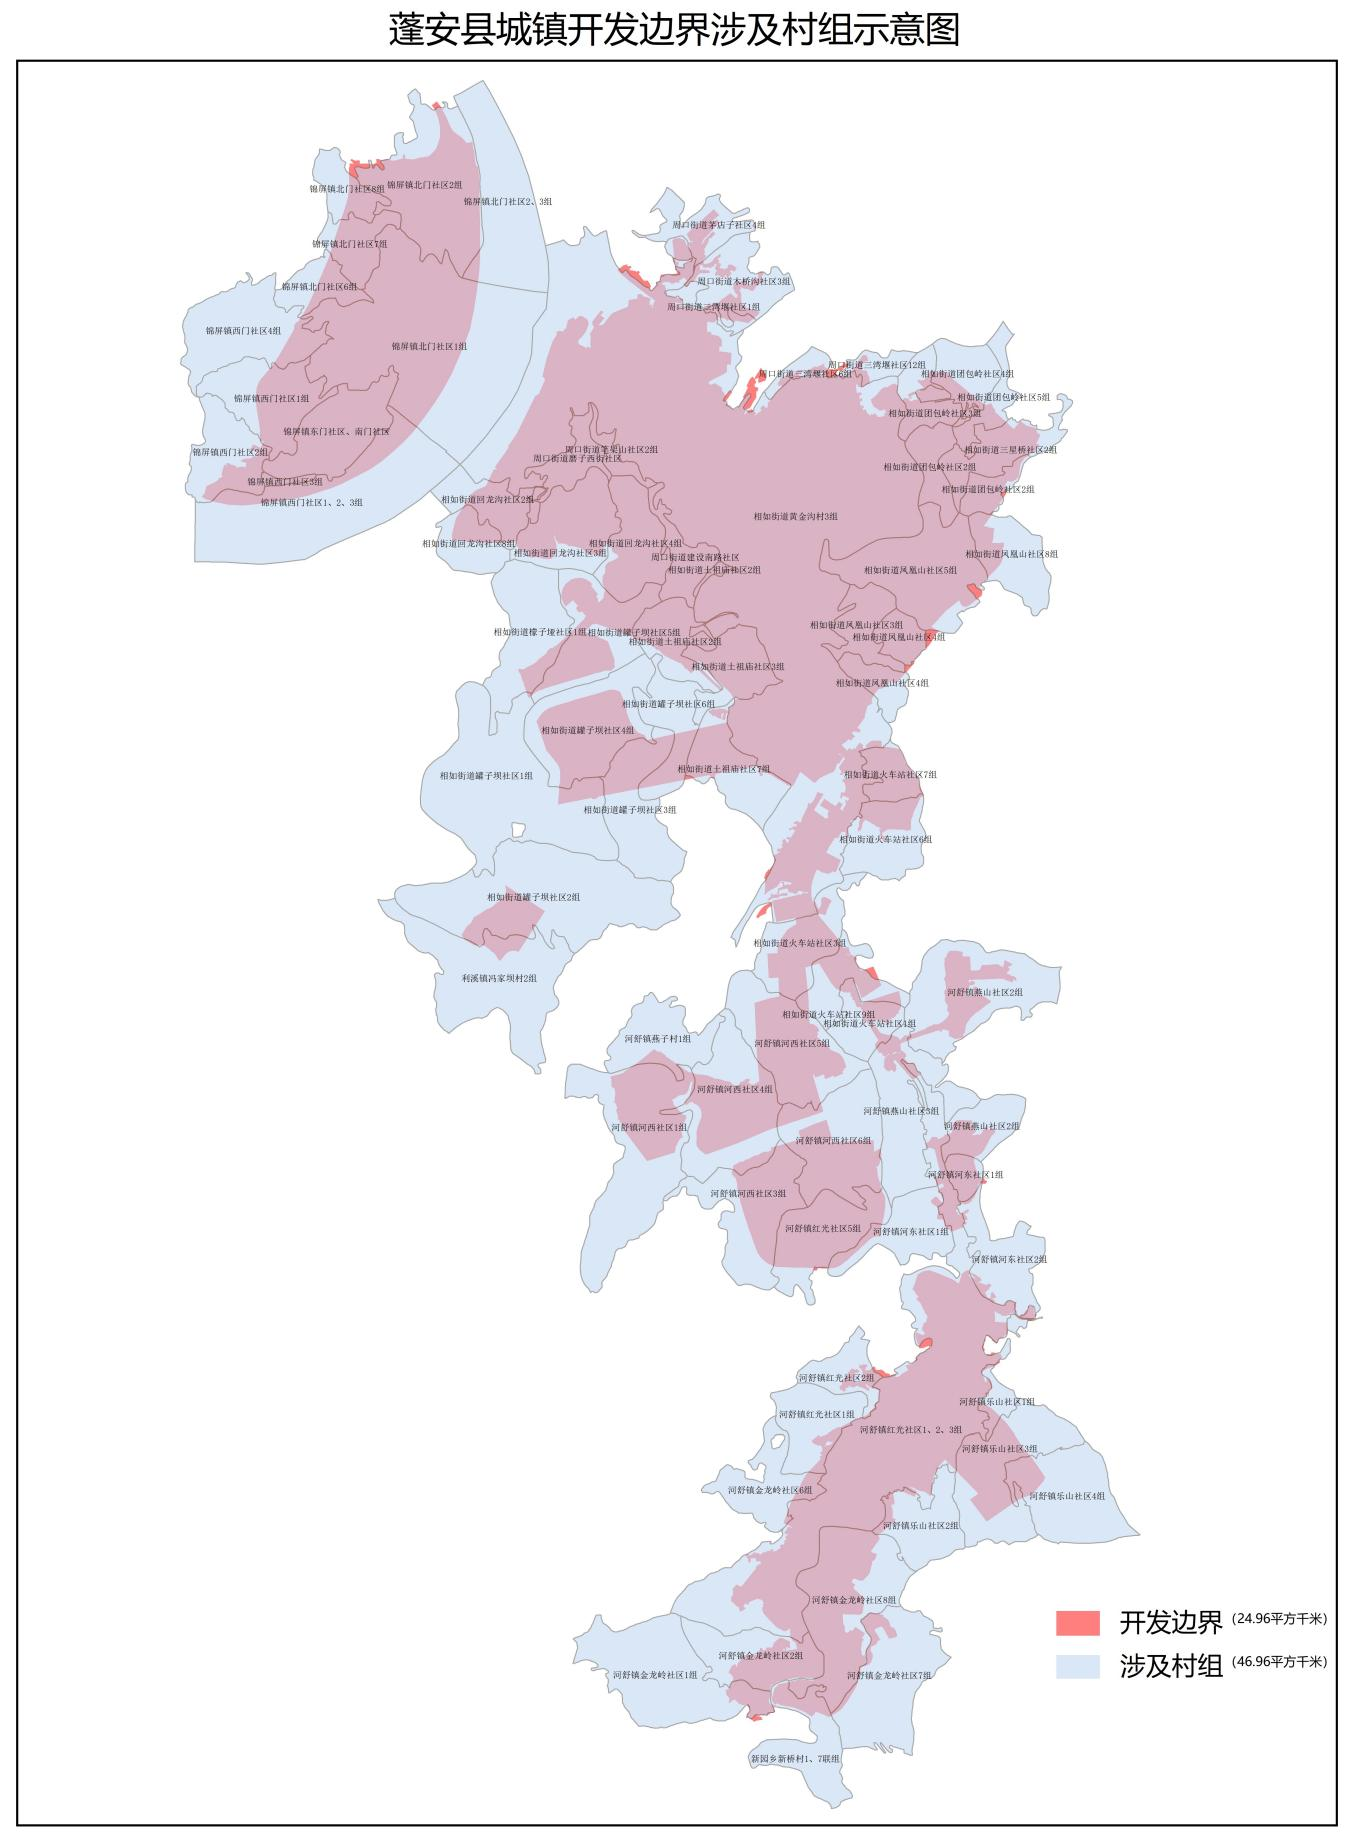 蓬安县城镇开发边界涉及村组示意图
锦屏镇北门社区8组
锦屏镇北门社区2组
锦屏镇北门社区2、3组
锦屏镇北门社区7组
锦屏镇北门社区6组
锦屏镇西门社区4组
锦屏镇北门社区1组
锦屏镇西门社区1组
锦屏镇东门社区、南门社区
锦屏镇西门社区2组
锦屏镇西门社区3组
锦屏镇西门社区1、2、3组
周口街道茅店子社区4组
周口街道木桥沟社区3组
周口街道三湾堰社区1组
周口街道三湾堰社区6组
周口街道三湾堰社区12组
相如街道团包岭社区4组
相如街道团包岭社区5组
相如街道团包岭社区3组
相如街道三星桥社区2组
相如街道团包岭社区2组
相如街道团包岭社区2组
周口街道笔架山社区2组
周口街道磨子西街社区
相如街道回龙沟社区2组
相如街道黄金沟村3组
相如街道回龙沟社区8组
相如街道回龙沟社区3组
相如街道回龙沟社区4组
周口街道建设南路社区
相如街道土祖庙社区2组
相如街道凤凰山社区8组
相如街道凤凰山社区5组
相如街道凤凰山社区3组
相如街道凤凰山社区4组
相如街道檬子垭社区1组
相如街道罐子坝社区5组
相如街道土祖庙社区2组
相如街道土祖庙社区3组
相如街道凤凰山社区4组
相如街道罐子坝社区6组
相如街道罐子坝社区4组
相如街道罐子坝社区1组
相如街道土祖庙社区7组
相如街道火车站社区7组
相如街道罐子坝社区3组
相如街道火车站社区6组
相如街道罐子坝社区2组
利溪镇冯家坝村2组
相如街道火车站社区3组
河舒镇燕山社区2组
相如街道火车站社区9组
相如街道火车站社区4组
河舒镇燕子村1组
河舒镇河西社区5组
河舒镇河西社区4组
河舒镇燕山社区3组
河舒镇河西社区1组
河舒镇燕山社区2组
河舒镇河西社区6组
河舒镇河东社区1组
河舒镇河西社区3组
河舒镇红光社区5组
河舒镇河东社区1组
河舒镇河东社区2组
河舒镇红光社区2组
河舒镇乐山社区1组
河舒镇红光社区1组
河舒镇红光社区1、2、3组
河舒镇乐山社区3组
河舒镇金龙岭社区6组
河舒镇乐山社区4组
河舒镇乐山社区2组
河舒镇金龙岭社区8组
河舒镇金龙岭社区2组
河舒镇金龙岭社区1组
河舒镇金龙岭社区7组
新园乡新桥村1、7联组
开发边界（24.96平方千米）
涉及村组（46.96平方千米）